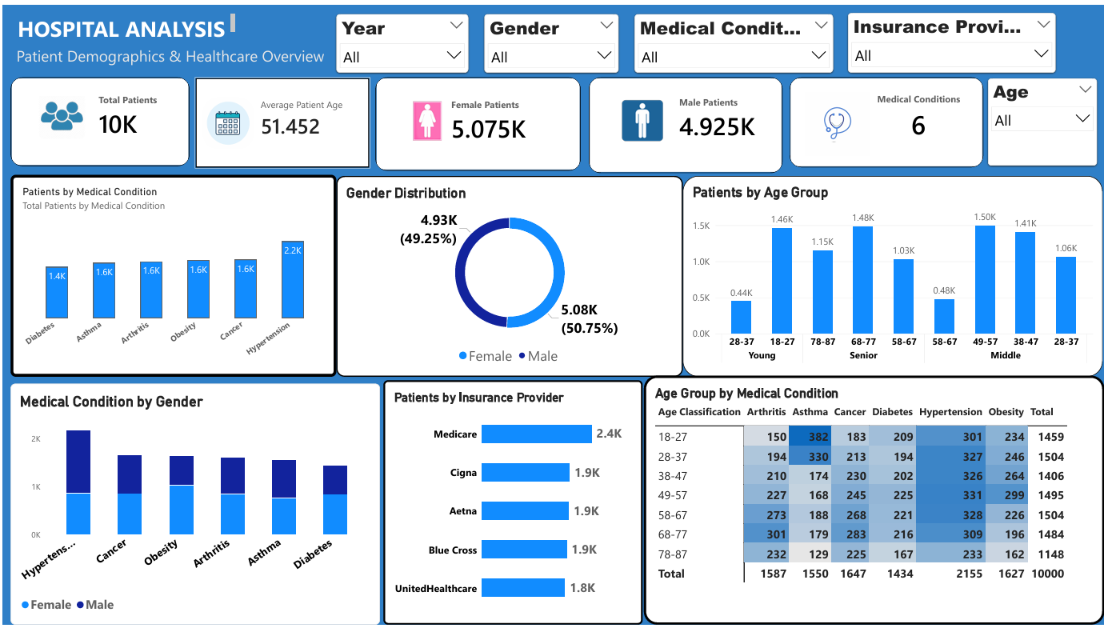 HOSPITAL ANALYSIS
Patient Demographics & Healthcare Overview
Year
All
Gender
All
Medical Condit...
All
Insurance Provi...
All
Total Patients
10K
Average Patient Age
51.452
Female Patients
5.075K
Male Patients
4.925K
Medical Conditions
6
Age
All
Patients by Medical Condition
Total Patients by Medical Condition
1.4K 1.6K 1.6K 1.6K 1.6K 2.2K
Diabetes Asthma Arthritis Obesity Cancer Hypertension
Gender Distribution
4.93K
(49.25%)
5.08K
(50.75%)
Female Male
Patients by Age Group
1.5K
1.0K
0.5K
0.0K
0.44K 1.46K 1.15K 1.48K 1.03K 0.48K 1.50K 1.41K 1.06K
28-37 18-27 78-87 68-77 58-67 58-67 49-57 38-47 28-37
Young Senior Middle
Medical Condition by Gender
2K
1K
0K
Hypertens... Cancer Obesity Arthritis Asthma Diabetes
Female Male
Patients by Insurance Provider
Medicare 2.4K
Cigna 1.9K
Aetna 1.9K
Blue Cross 1.9K
UnitedHealthcare 1.8K
Age Group by Medical Condition
Age Classification Arthritis Asthma Cancer Diabetes Hypertension Obesity Total
18-27 150 382 183 209 301 234 1459
28-37 194 330 213 194 327 246 1504
38-47 210 174 230 202 326 264 1406
49-57 227 168 245 225 331 299 1495
58-67 273 188 268 221 328 226 1504
68-77 301 179 283 216 309 196 1484
78-87 232 129 225 167 233 162 1148
Total 1587 1550 1647 1434 2155 1627 10000